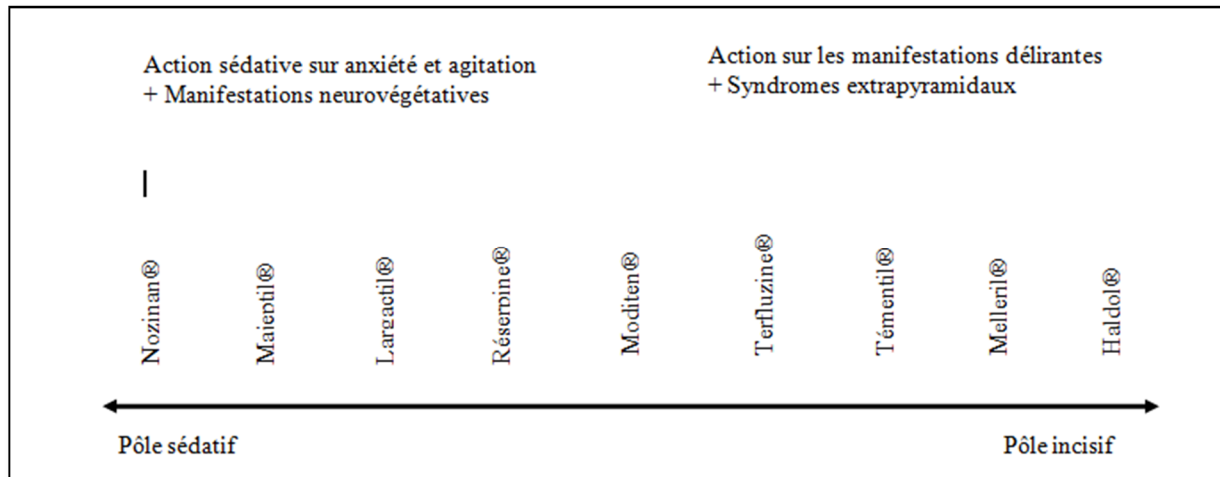 Action sédative sur anxiété et agitation
+ Manifestations neurovégétatives
Action sur les manifestations délirantes
+ Syndromes extrapyramidaux
Nozinan®
Majeptil®
Largactil®
Réserpine®
Moditen®
Terfluzine®
Témentil®
Melleril®
Haldol®
Pôle sédatif
Pôle incisif